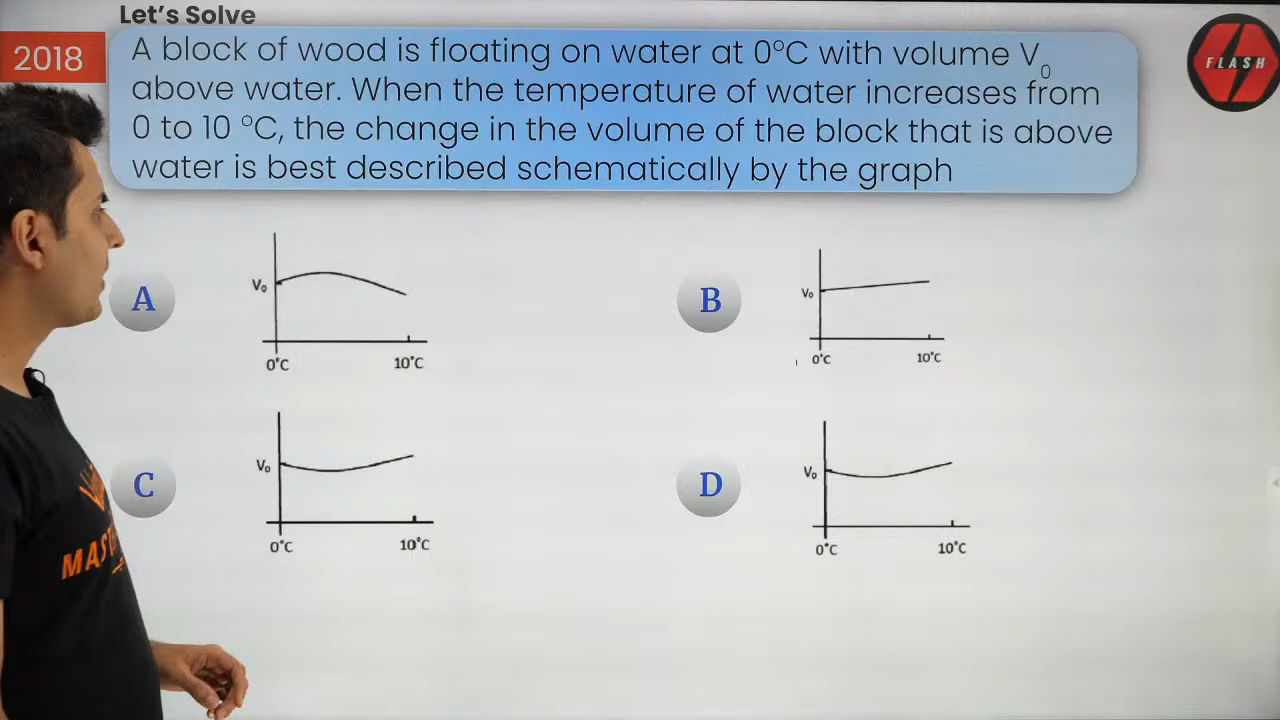 Let's Solve
2018
A block of wood is floating on water at 0°C with volume V₀
above water. When the temperature of water increases from
0 to 10 °C, the change in the volume of the block that is above
water is best described schematically by the graph
FLASH
A
V₀
0°C 10°C
B
V₀
0°C 10°C
C
V₀
0°C 10°C
D
V₀
0°C 10°C